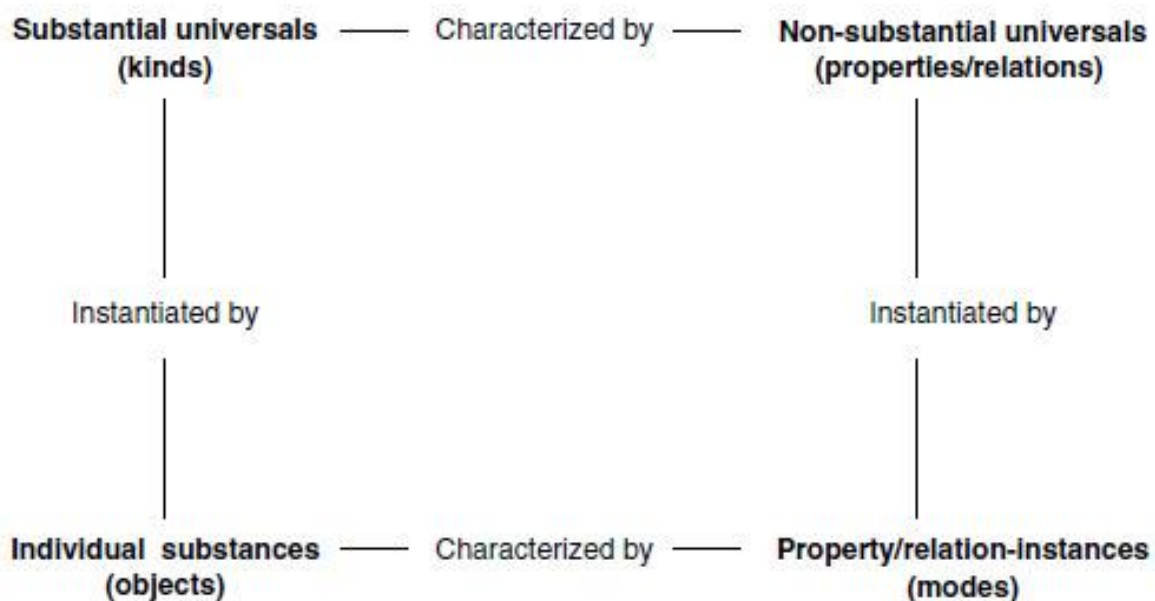 Substantial universals Characterized by Non-substantial universals
(kinds) (properties/relations)
Instantiated by Instantiated by
Individual substances Characterized by Property/relation-instances
(objects) (modes)